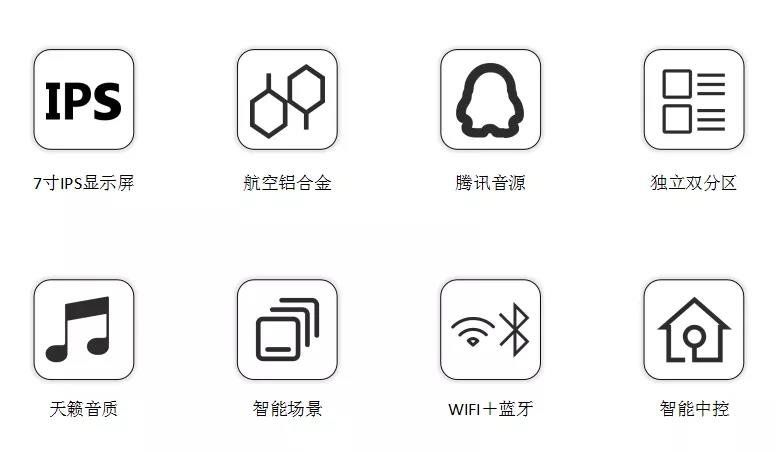 IPS
7寸IPS显示屏
航空铝合金
腾讯音源
独立双分区
天籁音质
智能场景
WIFI＋蓝牙
智能中控